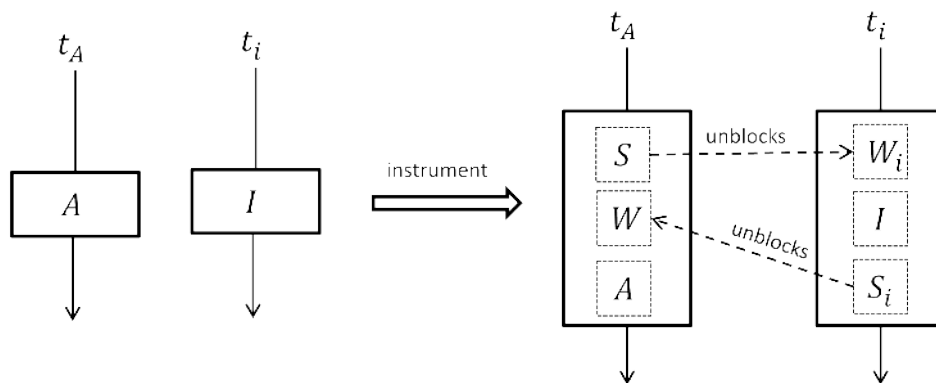 t_A
t_i
A
I
instrument
t_A
t_i
S
unblocks
W_i
W
I
unblocks
A
S_i